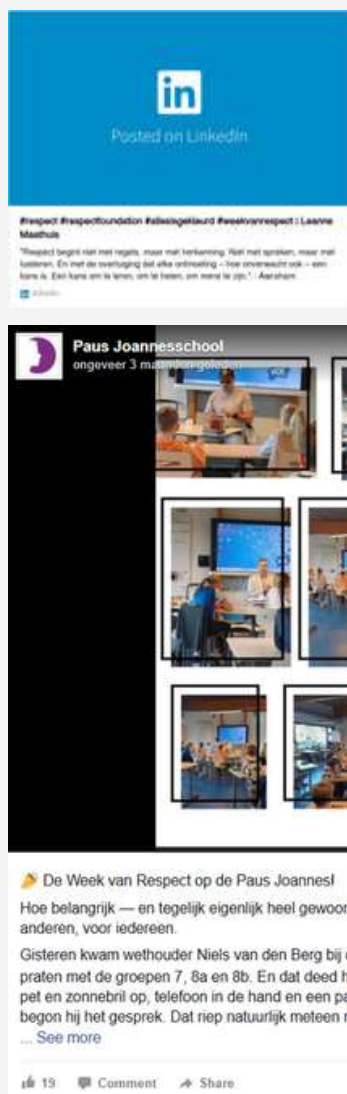 in
Posted on LinkedIn
#respect #respectfoundation #allesisgekleurd #weekvanrespect | Leanne
Maathuis
"Respect begint niet met regels, maar met herkenning. Niet met spreken, maar met
luisteren. En met de overtuiging dat elke ontmoeting – hoe onverwacht ook – een
kans is. Een kans om te leren, om te helen, om mens te zijn." -
in LinkedIn
Paus Joannesschool
ongeveer 3 maanden geleden
De Week van Respect op de Paus Joannes!
Hoe belangrijk — en tegelijk eigenlijk heel gewoon
anderen, voor iedereen.
Gisteren kwam wethouder Niels van den Berg bij
praten met de groepen 7, 8a en 8b. En dat deed h
pet en zonnebril op, telefoon in de hand en een pa
begon hij het gesprek. Dat riep natuurlijk meteen
... See more
19 Comment Share